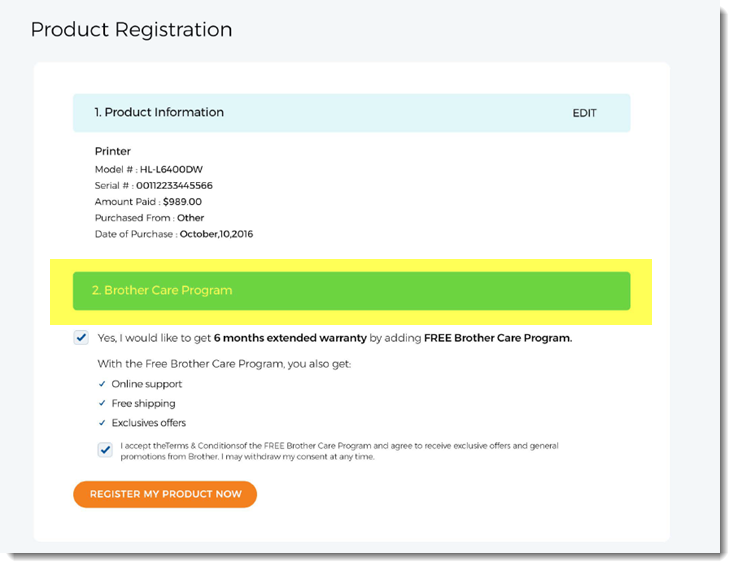 Product Registration
1. Product Information EDIT
Printer
Model # : HL-L6400DW
Serial # : 00112233445566
Amount Paid : $989.00
Purchased From : Other
Date of Purchase : October,10,2016
2. Brother Care Program
Yes, I would like to get 6 months extended warranty by adding FREE Brother Care Program.
With the Free Brother Care Program, you also get:
Online support
Free shipping
Exclusives offers
I accept theTerms & Conditionsof the FREE Brother Care Program and agree to receive exclusive offers and general
promotions from Brother. I may withdraw my consent at any time.
REGISTER MY PRODUCT NOW